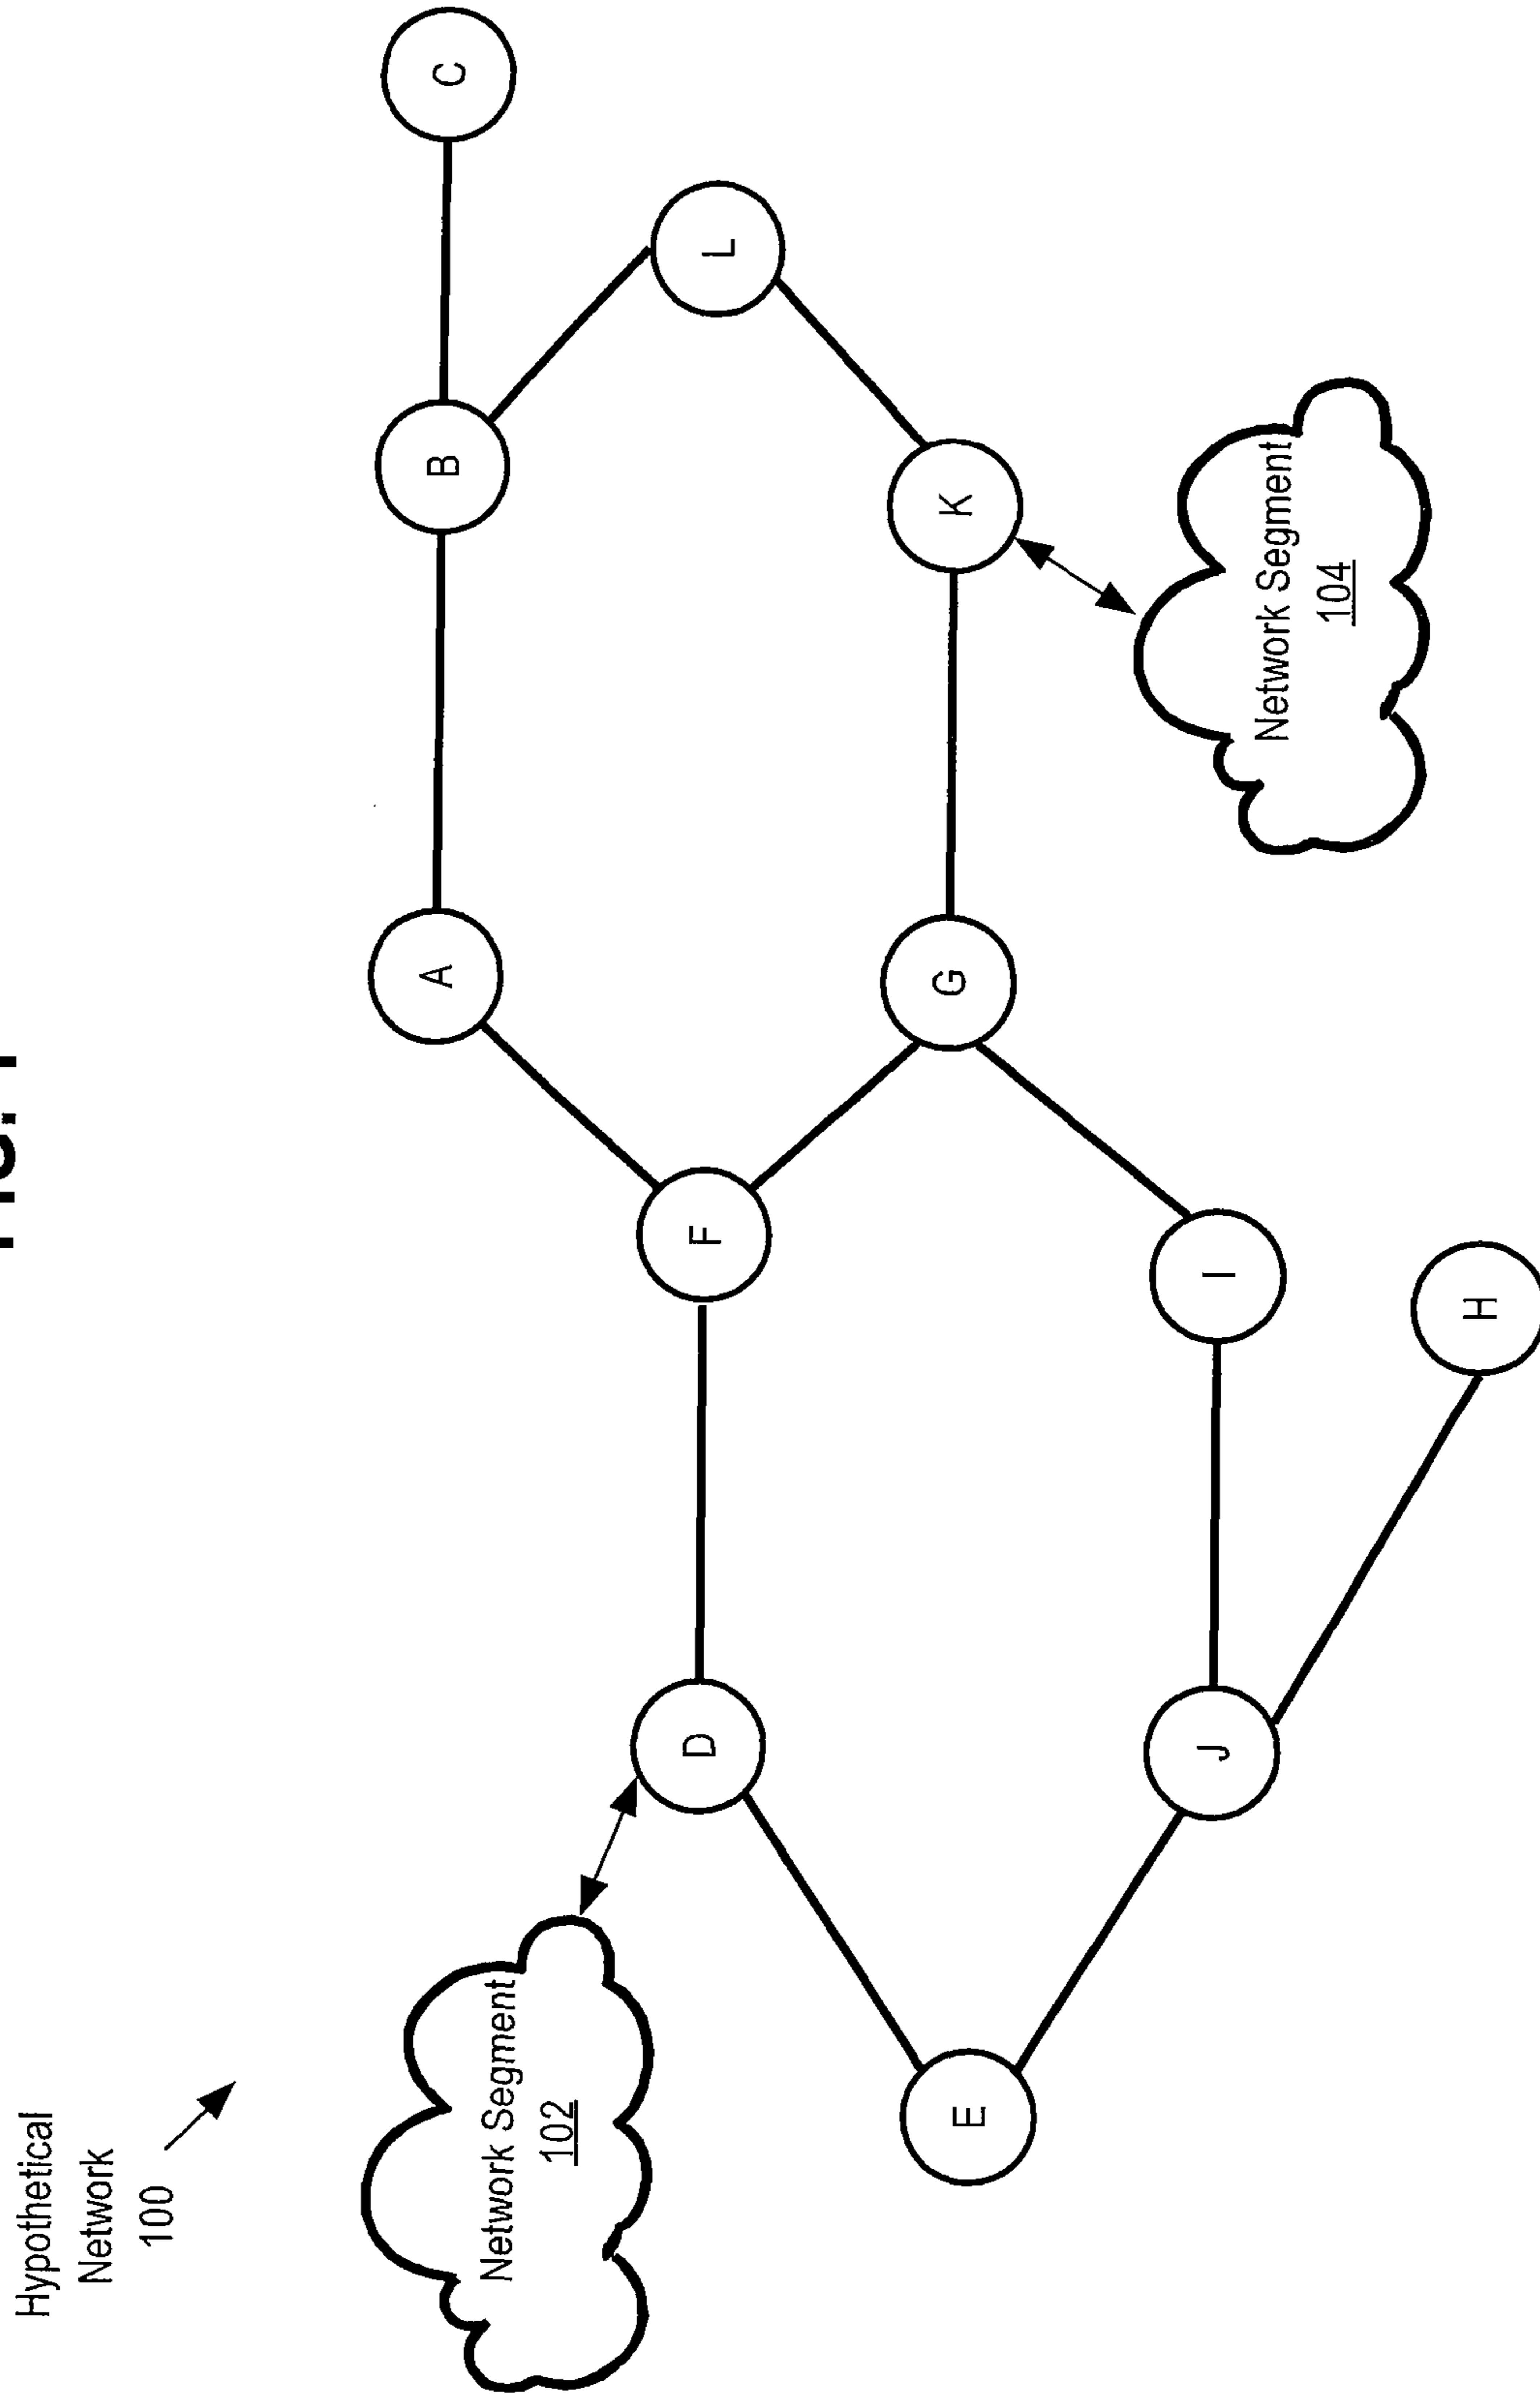 Hypothetical
Network
100
Network Segment
102
A
B
C
D
F
L
E
G
K
J
I
H
Network Segment
104